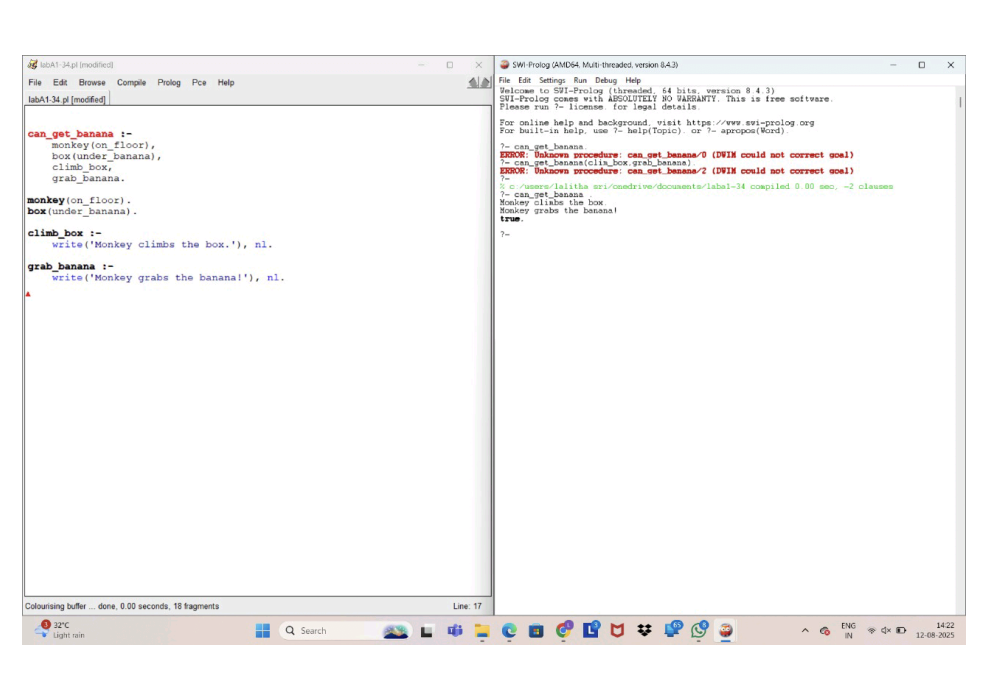 labA1-34.pl [modified]
File Edit Browse Compile Prolog Pce Help
labA1-34.pl [modified]
can_get_banana :-
    monkey(on_floor),
    box(under_banana),
    climb_box,
    grab_banana.
monkey(on_floor).
box(under_banana).
climb_box :-
    write('Monkey climbs the box.'), nl.
grab_banana :-
    write('Monkey grabs the banana!'), nl.
Colourising buffer ... done, 0.00 seconds, 18 fragments
Line: 17
SWI-Prolog (AMD64, Multi-threaded, version 8.4.3)
File Edit Settings Run Debug Help
Welcome to SWI-Prolog (threaded, 64 bits, version 8.4.3)
SWI-Prolog comes with ABSOLUTELY NO WARRANTY. This is free software.
Please run ?- license. for legal details.
For online help and background, visit https://www.swi-prolog.org
For built-in help, use ?- help(Topic). or ?- apropos(Word).
?- can_get_banana.
ERROR: Unknown procedure: can_get_banana/0 (DWIM could not correct goal)
?- can_get_banana(clim_box,grab_banana).
ERROR: Unknown procedure: can_get_banana/2 (DWIM could not correct goal)
?-
% c:/users/lalitha sri/onedrive/documents/laba1-34 compiled 0.00 sec, -2 clauses
?- can_get_banana .
Monkey climbs the box.
Monkey grabs the banana!
true.
?-
3
32°C
Light rain
Search
65
8
ENG
IN
14:22
12-08-2025